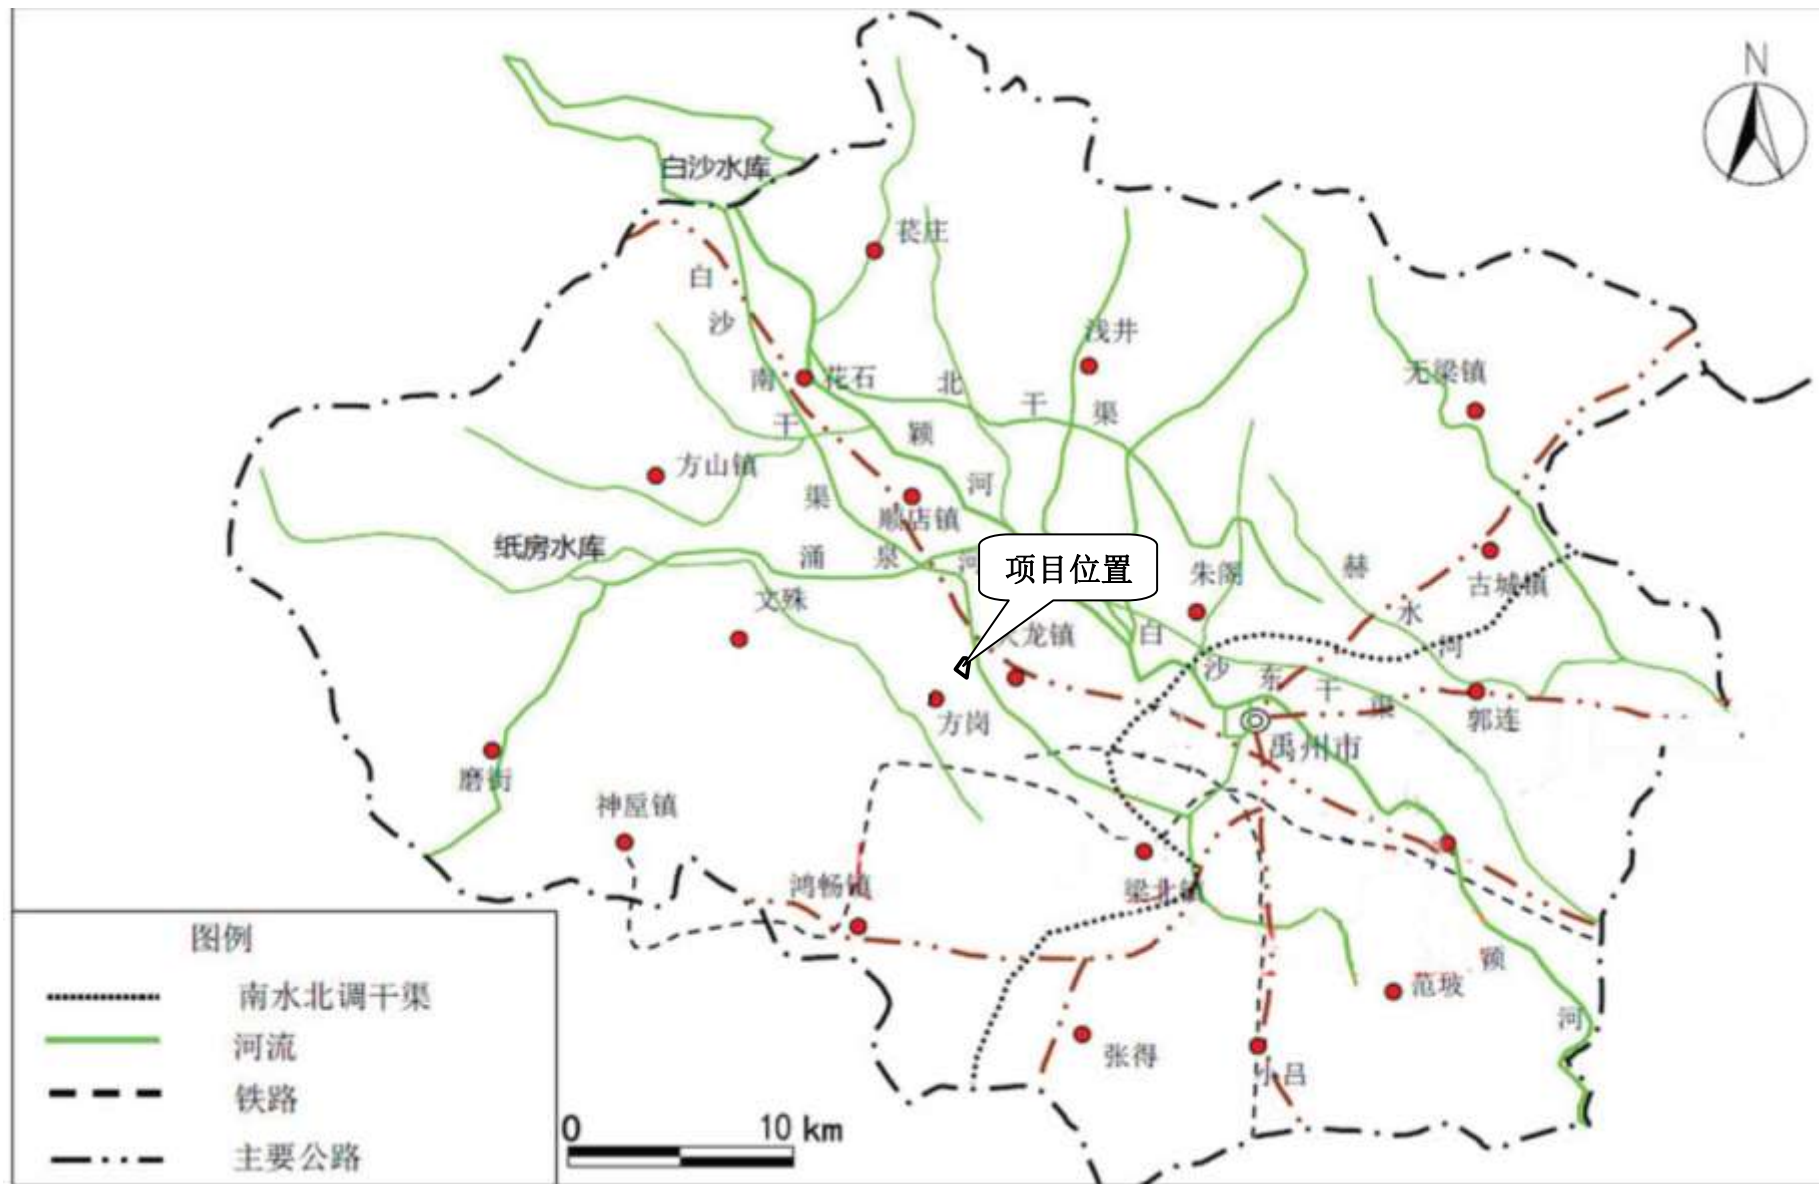 N
白沙水库
苌庄
白
沙
浅井
无梁镇
南
花石
北
干
渠
干
颖
方山镇
渠
河
顺店镇
纸房水库
涌
泉
河
项目位置
朱阁
赫
古城镇
文殊
水
龙镇
白
河
沙
东
干
渠
方岗
郭连
禹州市
磨街
神垕镇
鸿畅镇
梁北镇
颍
范坡
河
张得
小吕
图例
南水北调干渠
河流
铁路
主要公路
0 10 km